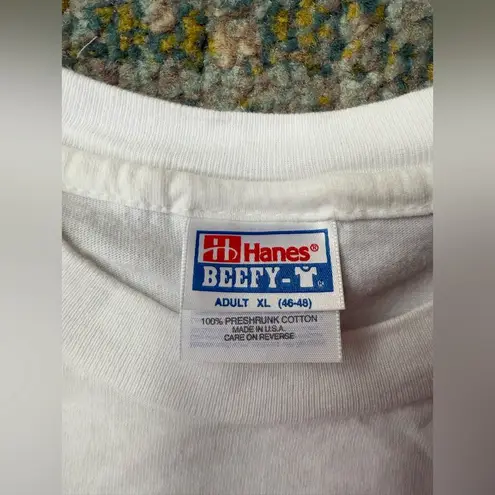 Hanes®
BEEFY-T
ADULT XL (46-48)
100% PRESHRUNK COTTON
MADE IN U.S.A.
CARE ON REVERSE